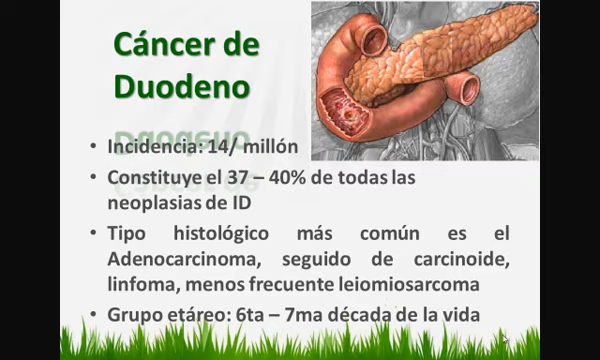 Cáncer de
Duodeno
• Incidencia: 14/ millón
• Constituye el 37 – 40% de todas las
neoplasias de ID
• Tipo histológico más común es el
Adenocarcinoma, seguido de carcinoide,
linfoma, menos frecuente leiomiosarcoma
• Grupo etáreo: 6ta – 7ma década de la vida